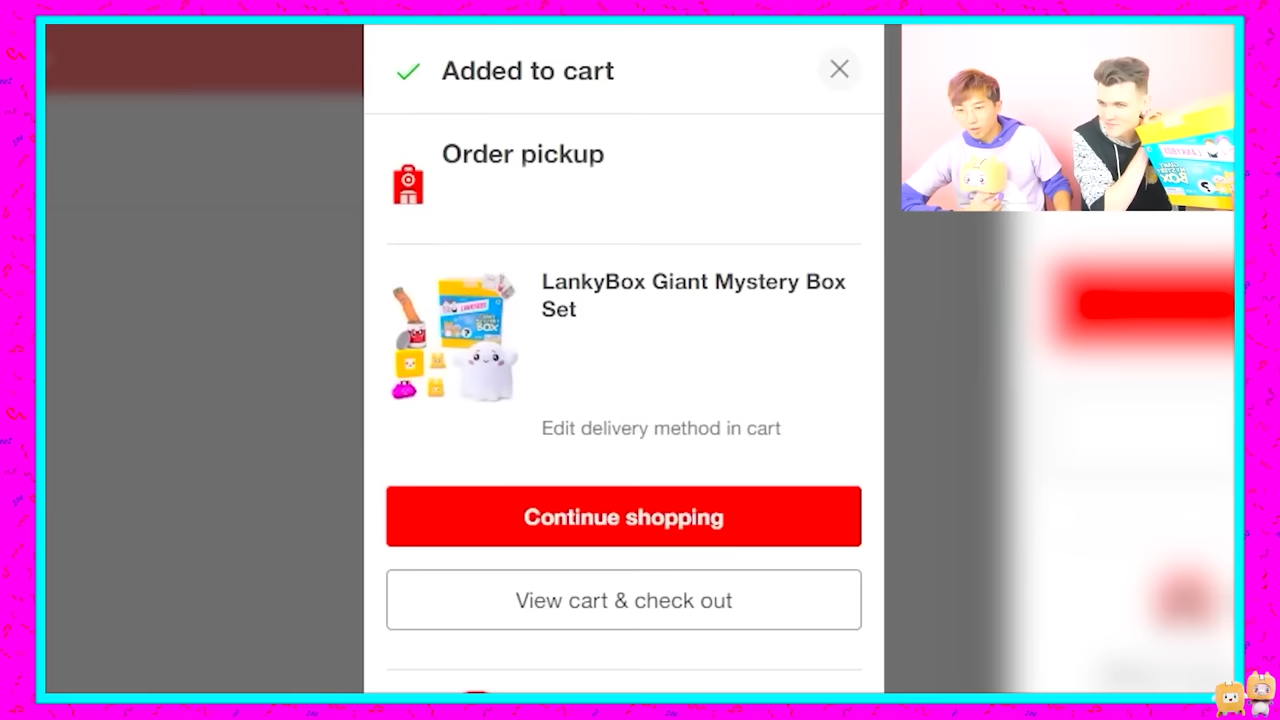 Added to cart
Order pickup
LankyBox Giant Mystery Box
Set
Edit delivery method in cart
Continue shopping
View cart & check out